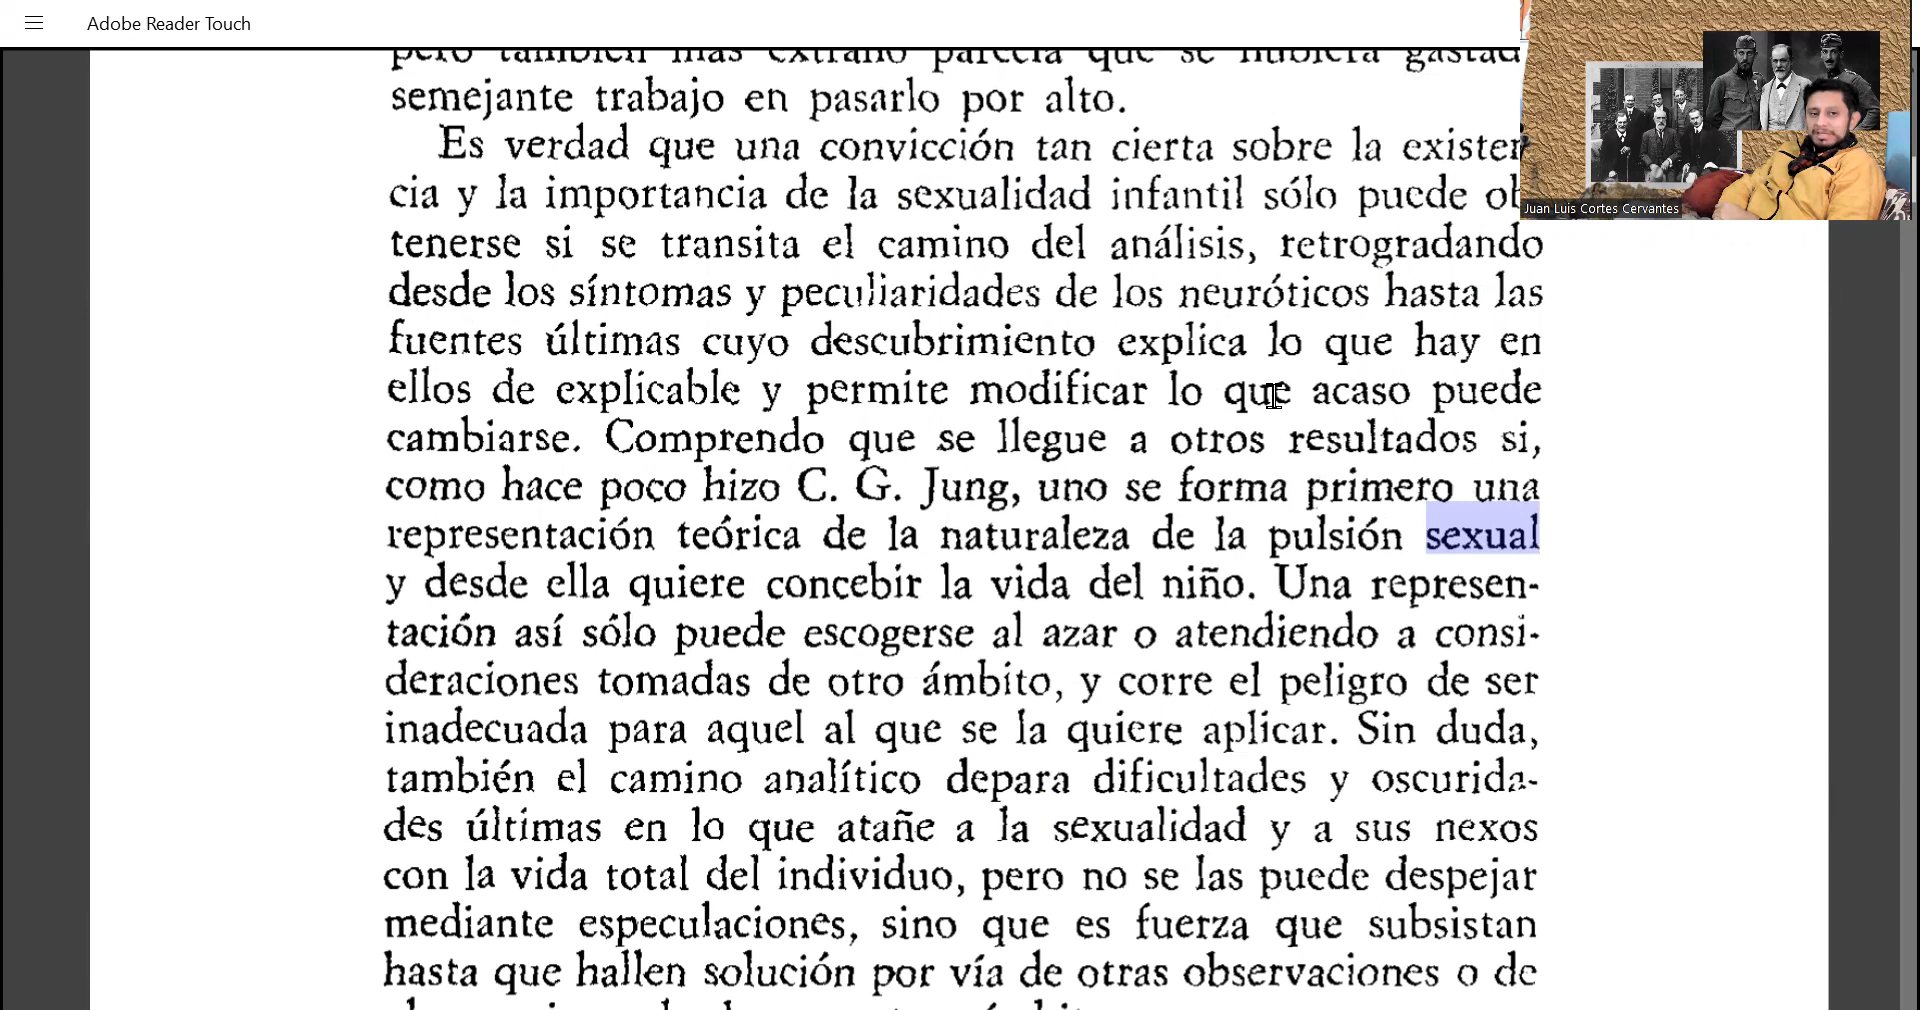 Adobe Reader Touch
pero también más extraño parecía que se hubiera gastad
semejante trabajo en pasarlo por alto.
Es verdad que una convicción tan cierta sobre la existen
cia y la importancia de la sexualidad infantil sólo puede ob
tenerse si se transita el camino del análisis, retrogradando
desde los síntomas y peculiaridades de los neuróticos hasta las
fuentes últimas cuyo descubrimiento explica lo que hay en
ellos de explicable y permite modificar lo que acaso puede
cambiarse. Comprendo que se llegue a otros resultados si,
como hace poco hizo C. G. Jung, uno se forma primero una
representación teórica de la naturaleza de la pulsión sexual
y desde ella quiere concebir la vida del niño. Una represen-
tación así sólo puede escogerse al azar o atendiendo a consi-
deraciones tomadas de otro ámbito, y corre el peligro de ser
inadecuada para aquel al que se la quiere aplicar. Sin duda,
también el camino analítico depara dificultades y oscurida-
des últimas en lo que atañe a la sexualidad y a sus nexos
con la vida total del individuo, pero no se las puede despejar
mediante especulaciones, sino que es fuerza que subsistan
hasta que hallen solución por vía de otras observaciones o de
Juan Luis Cortes Cervantes